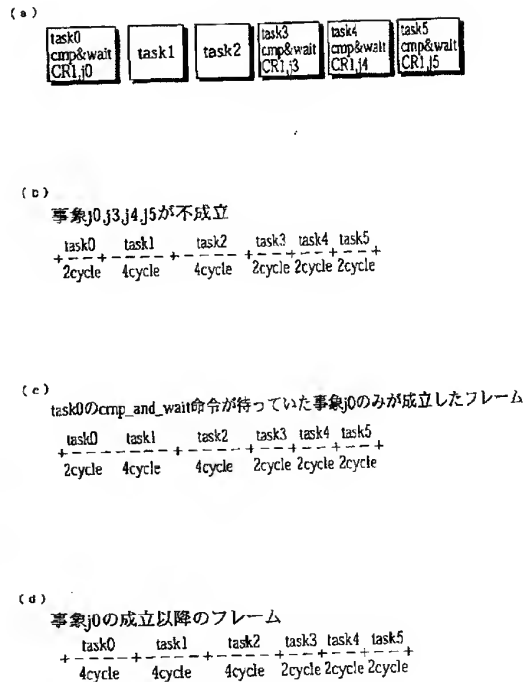 (a)
task0 cmp&wait CR1,j0
task1
task2
task3 cmp&wait CR1,j3
task4 cmp&wait CR1,j4
task5 cmp&wait CR1,j5
(b)
事象j0,j3,j4,j5が不成立
task0 task1 task2 task3 task4 task5
2cycle 4cycle 4cycle 2cycle 2cycle 2cycle
(c)
task0のcmp_and_wait命令が待っていた事象j0のみが成立したフレーム
task0 task1 task2 task3 task4 task5
2cycle 4cycle 4cycle 2cycle 2cycle 2cycle
(d)
事象j0の成立以降のフレーム
task0 task1 task2 task3 task4 task5
4cycle 4cycle 4cycle 2cycle 2cycle 2cycle